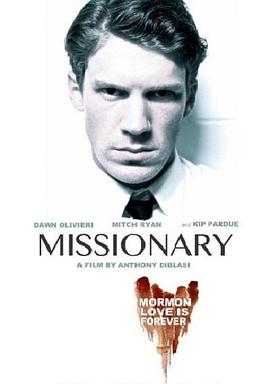 DAWN OLIVIERI MITCH RYAN AND KIP PARDUE
MISSIONARY
A FILM BY ANTHONY DIBLASI
MORMON
LOVE IS
FOREVER